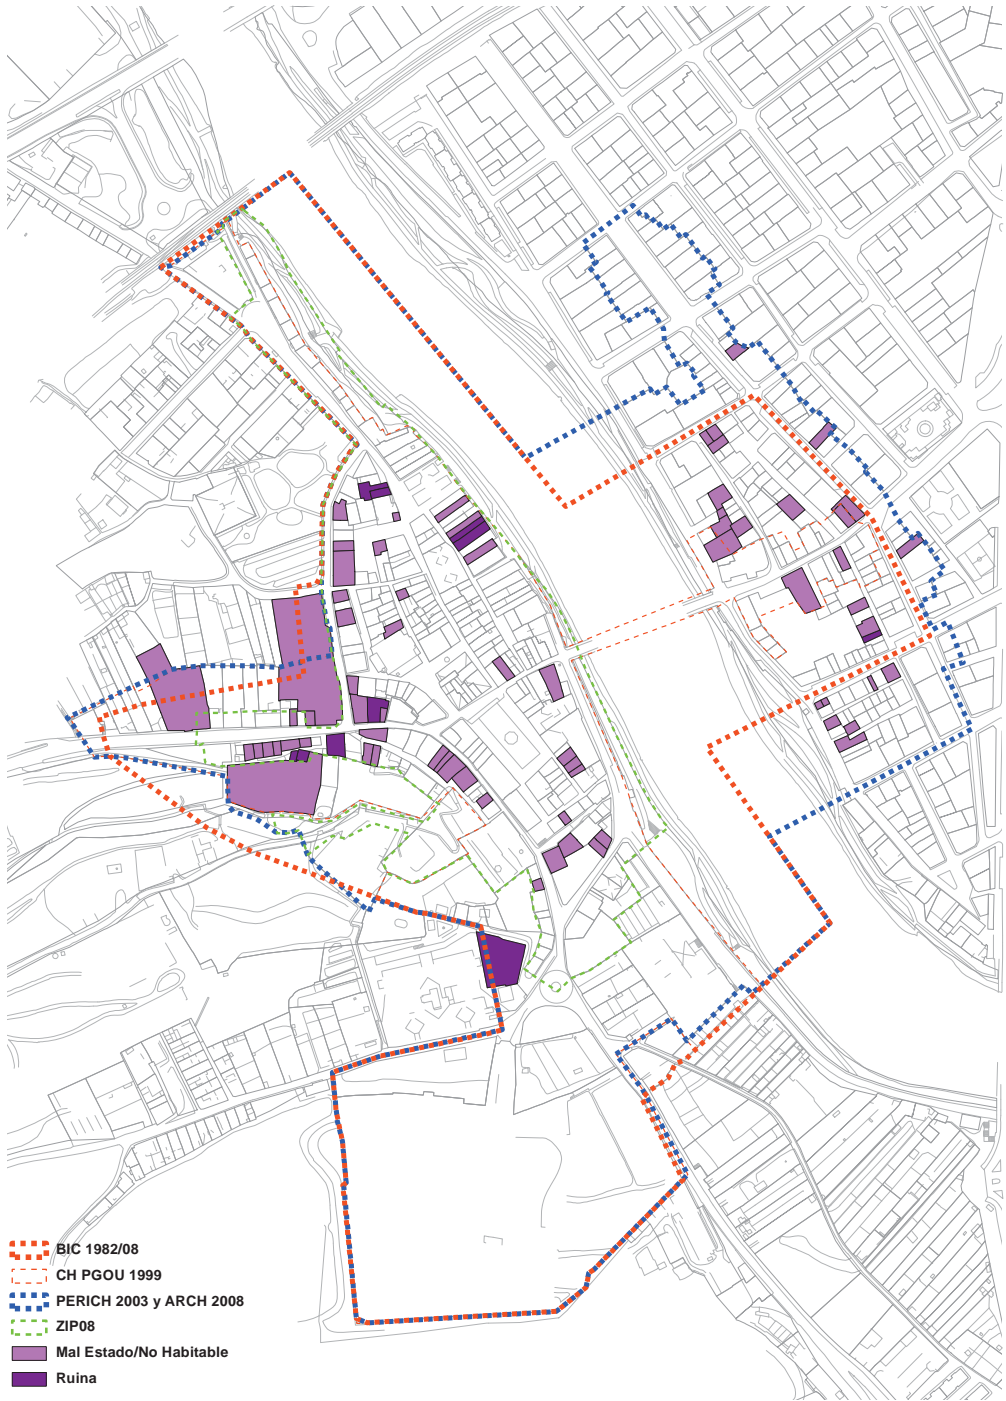 BIC 1982/08
CH PGOU 1999
PERICH 2003 y ARCH 2008
ZIP08
Mal Estado/No Habitable
Ruina